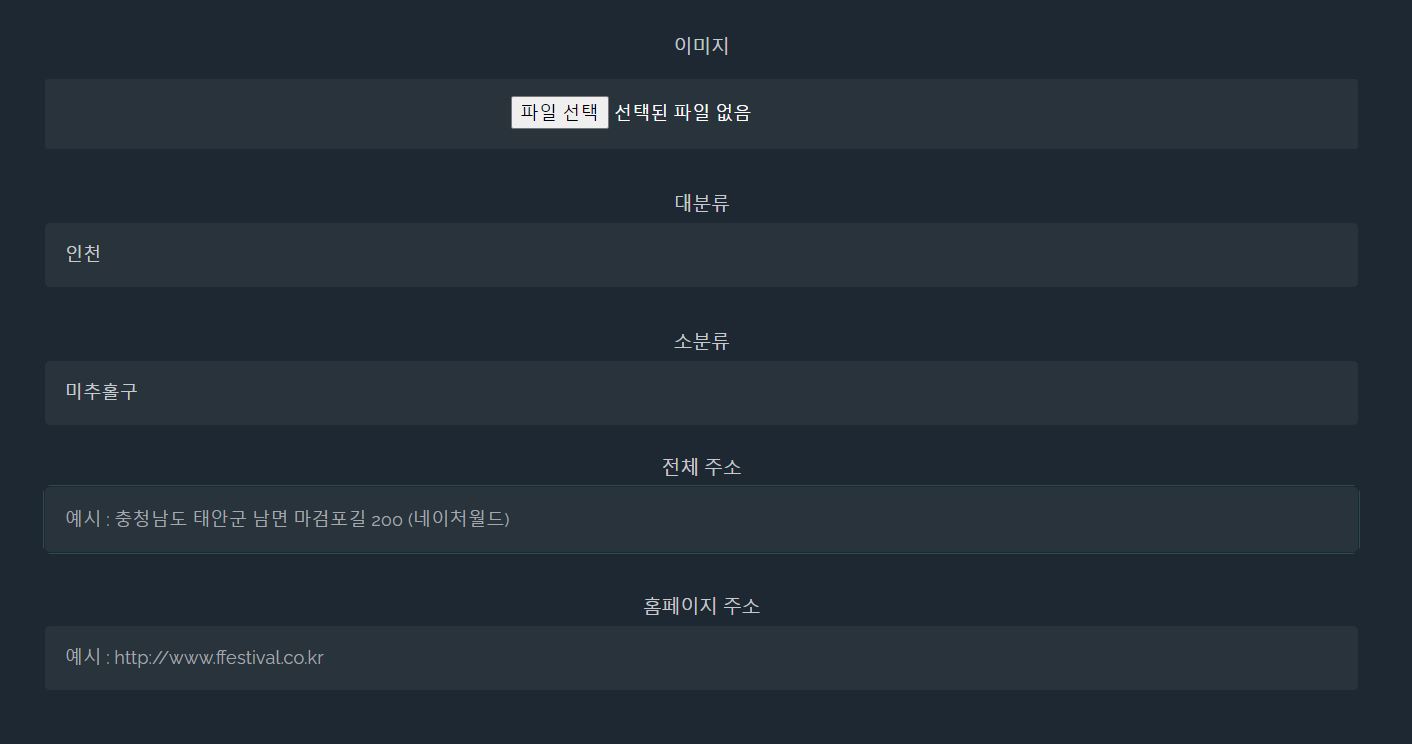 이미지
파일 선택 선택된 파일 없음
대분류
인천
소분류
미추홀구
전체 주소
예시 : 충청남도 태안군 남면 마검포길 200 (네이처월드)
홈페이지 주소
예시 : http://www.ffestival.co.kr